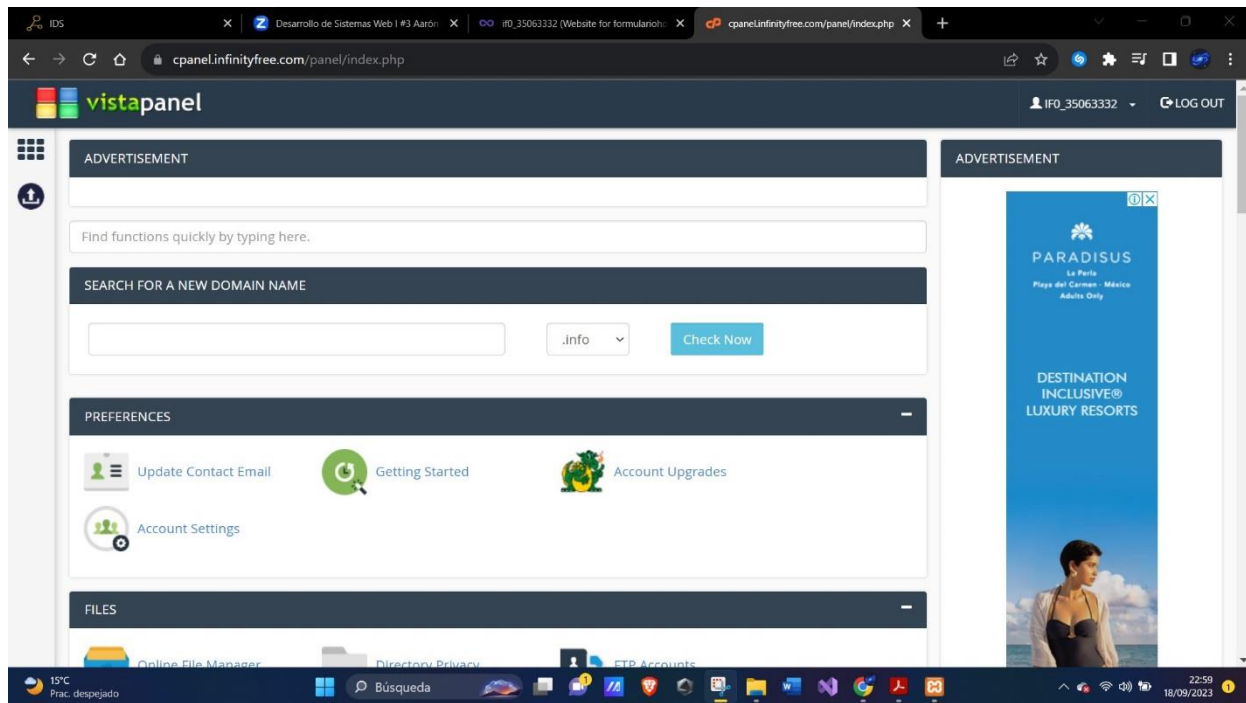 IDS
Desarrollo de Sistemas Web I | #3 Aarón
if0_35063332 (Website for formularioho
cpanel.infinityfree.com/panel/index.php
cpanel.infinityfree.com/panel/index.php
vistapanel
IF0_35063332
LOG OUT
ADVERTISEMENT
ADVERTISEMENT
Find functions quickly by typing here.
SEARCH FOR A NEW DOMAIN NAME
.info
Check Now
PREFERENCES
Update Contact Email
Getting Started
Account Upgrades
Account Settings
FILES
Online File Manager
Directory Privacy
FTP Accounts
PARADISUS
La Perla
Playa del Carmen - México
Adults Only
DESTINATION
INCLUSIVE®
LUXURY RESORTS
15°C
Prac. despejado
Búsqueda
22:59
18/09/2023
1